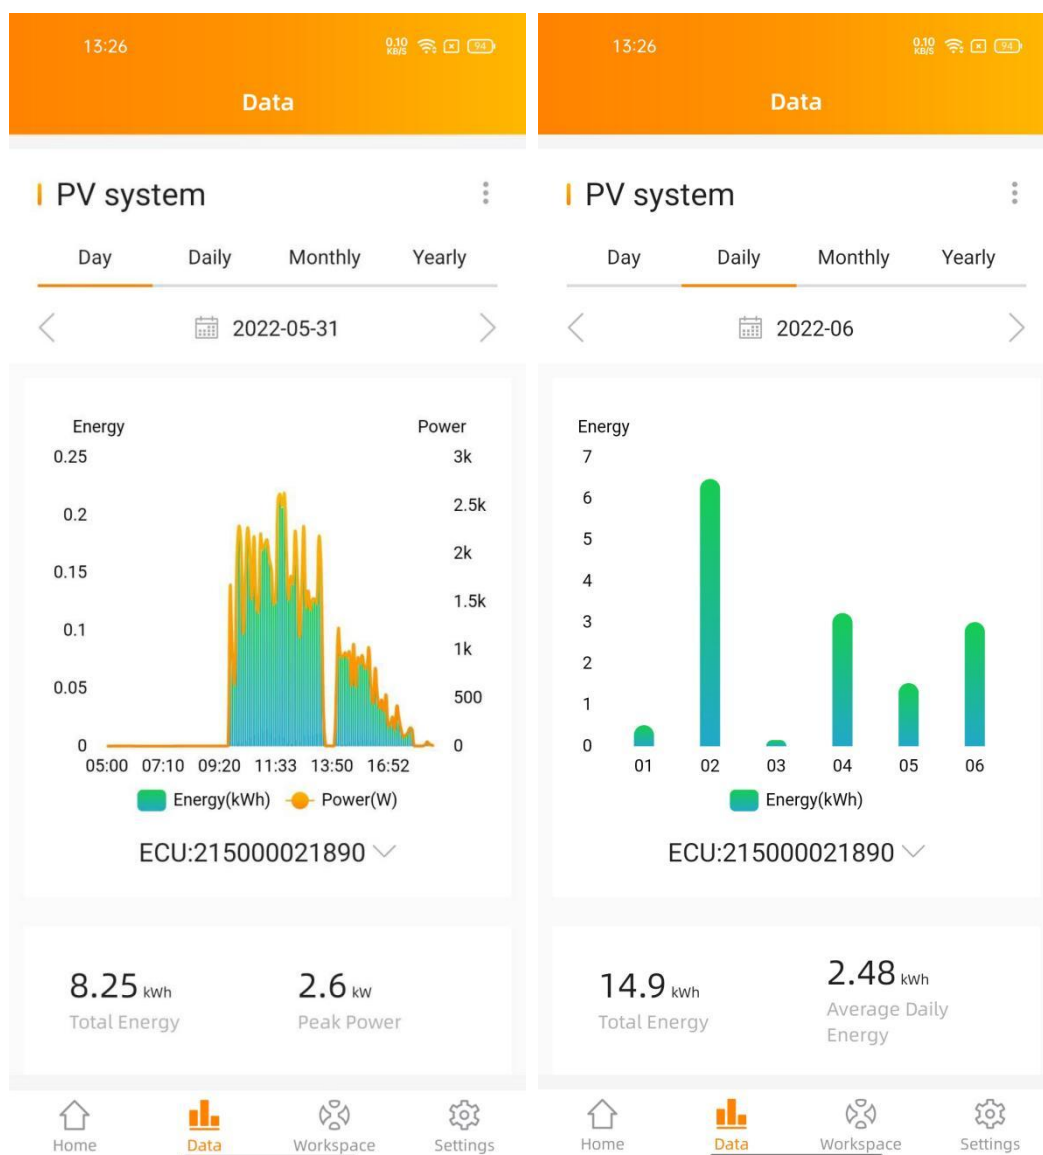 13:26
0.10 KB/S
94
Data
PV system
Day Daily Monthly Yearly
2022-05-31
Energy Power
0.25
0.2
0.15
0.1
0.05
0
3k
2.5k
2k
1.5k
1k
500
0
05:00 07:10 09:20 11:33 13:50 16:52
Energy(kWh) Power(W)
ECU:215000021890
8.25 kWh
Total Energy
2.6 kW
Peak Power
Home Data Workspace Settings
13:26
0.10 KB/S
94
Data
PV system
Day Daily Monthly Yearly
2022-06
Energy
7
6
5
4
3
2
1
0
01 02 03 04 05 06
Energy(kWh)
ECU:215000021890
14.9 kWh
Total Energy
2.48 kWh
Average Daily
Energy
Home Data Workspace Settings